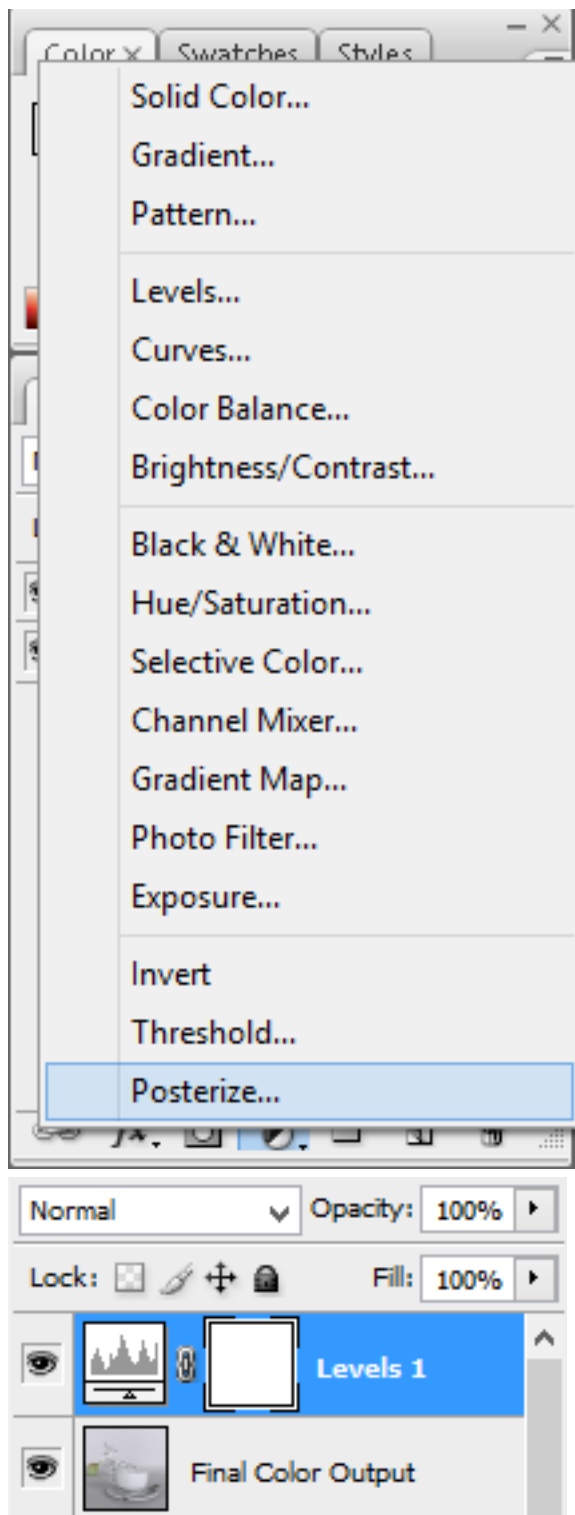 Color × Swatches Styles
Solid Color...
Gradient...
Pattern...
Levels...
Curves...
Color Balance...
Brightness/Contrast...
Black & White...
Hue/Saturation...
Selective Color...
Channel Mixer...
Gradient Map...
Photo Filter...
Exposure...
Invert
Threshold...
Posterize...
Normal Opacity: 100%
Lock: Fill: 100%
Levels 1
Final Color Output